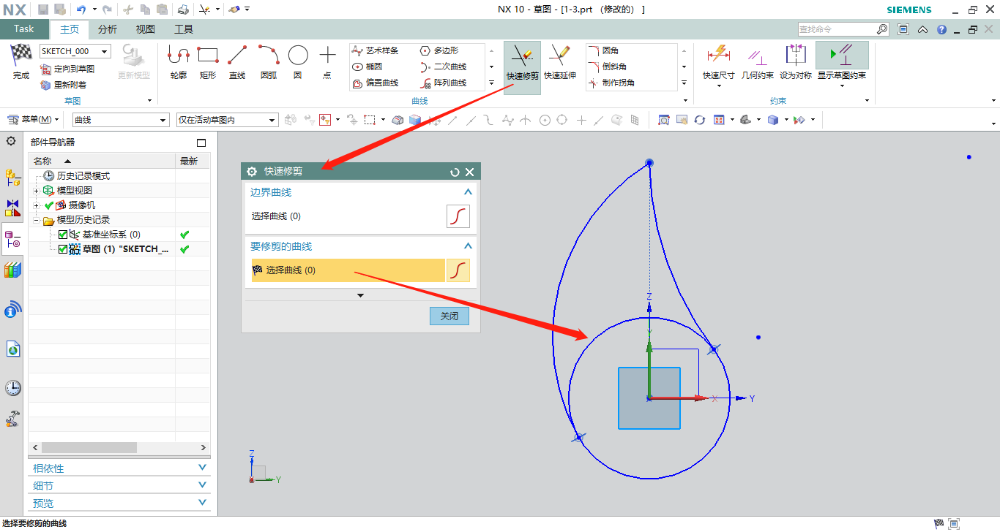 NX
NX 10 - 草图 - [1-3.prt （修改的） ]
SIEMENS
Task
主页
分析
视图
工具
查找命令
完成
SKETCH_000
定向到草图
重新附着
更新模型
草图
轮廓
矩形
直线
圆弧
圆
点
艺术样条
椭圆
偏置曲线
多边形
二次曲线
阵列曲线
曲线
快速修剪
快速延伸
圆角
倒斜角
制作拐角
快速尺寸
几何约束
设为对称
显示草图约束
约束
菜单(M)
曲线
仅在活动草图内
部件导航器
名称
最新
历史记录模式
模型视图
摄像机
模型历史记录
基准坐标系 (0)
草图 (1) "SKETCH_...
相依性
细节
预览
快速修剪
边界曲线
选择曲线 (0)
要修剪的曲线
选择曲线 (0)
关闭
Z
Y
X
Y
Z
Y
选择要修剪的曲线